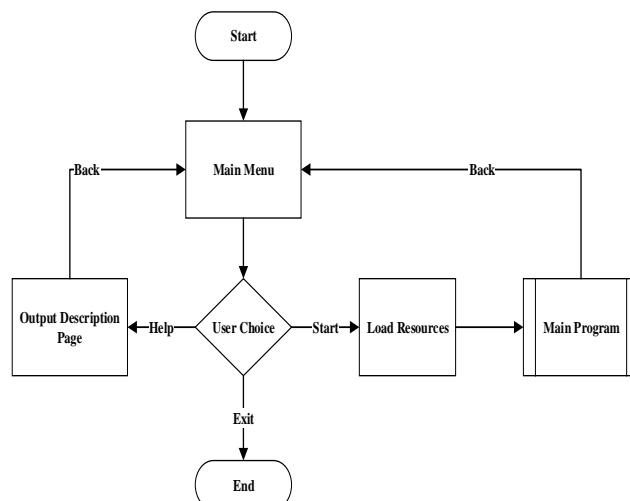 Start
Main Menu
Back
Back
Output Description
Page
Help
User Choice
Start
Load Resources
Main Program
Exit
End